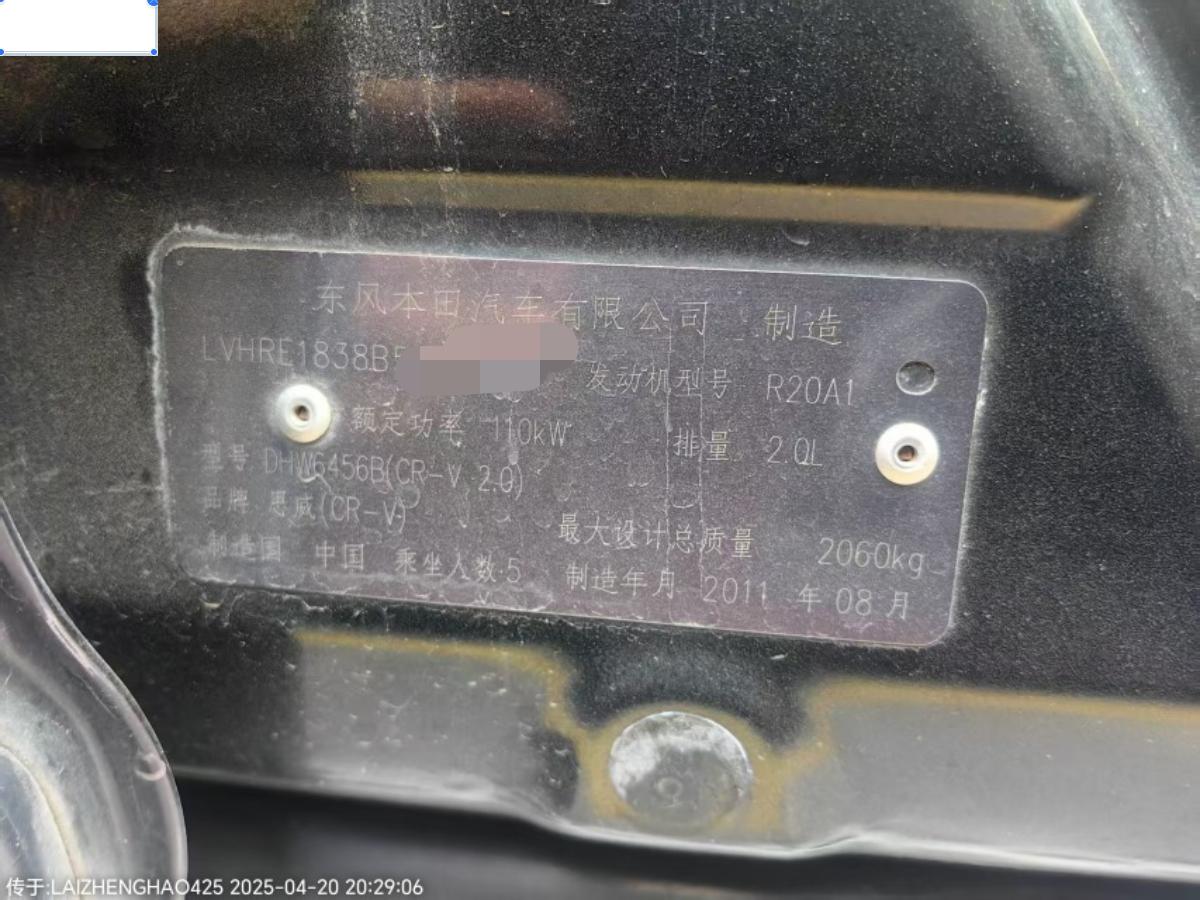 东风本田汽车有限公司 制造
LVHRE1838B 发动机型号 R20A1
额定功率 110kW 排量 2.0L
型号 DHW6456B(CR-V 2.0)
品牌 思威(CR-V)
最大设计总质量 2060kg
制造国 中国 乘坐人数 5 制造年月 2011 年 08 月
传于:LAIZHENGHAO425 2025-04-20 20:29:06